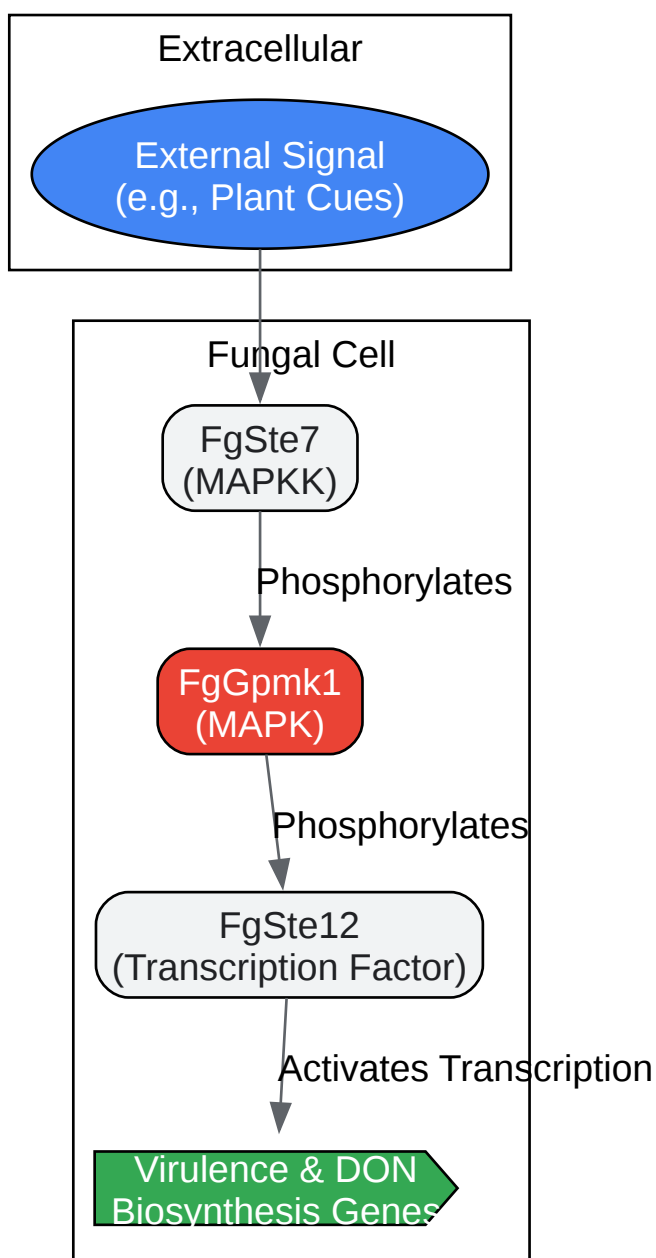 Extracellular
External Signal
(e.g., Plant Cues)
Fungal Cell
FgSte7
(MAPKK)
Phosphorylates
FgGpmk1
(MAPK)
Phosphorylates
FgSte12
(Transcription Factor)
Activates Transcription
Virulence & DON
Biosynthesis Genes